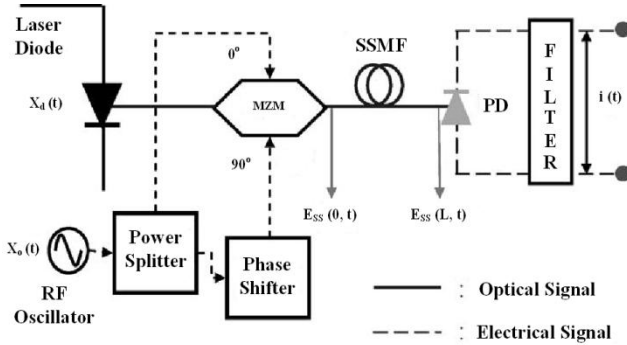 Laser
Diode
X_d (t)
0°
SSMF
MZM
PD
FILTER
i (t)
90°
E_SS (0, t)
E_SS (L, t)
X_o (t)
Power
Splitter
Phase
Shifter
RF
Oscillator
: Optical Signal
: Electrical Signal